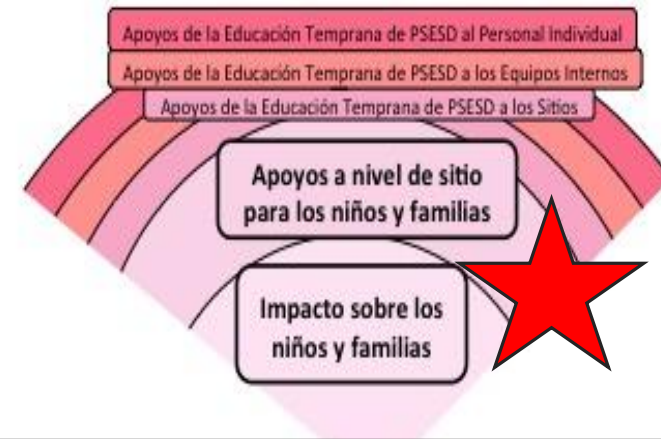 Apoyos de la Educación Temprana de PSESD al Personal Individual
Apoyos de la Educación Temprana de PSESD a los Equipos Internos
Apoyos de la Educación Temprana de PSESD a los Sitios
Apoyos a nivel de sitio
para los niños y familias
Impacto sobre los
niños y familias